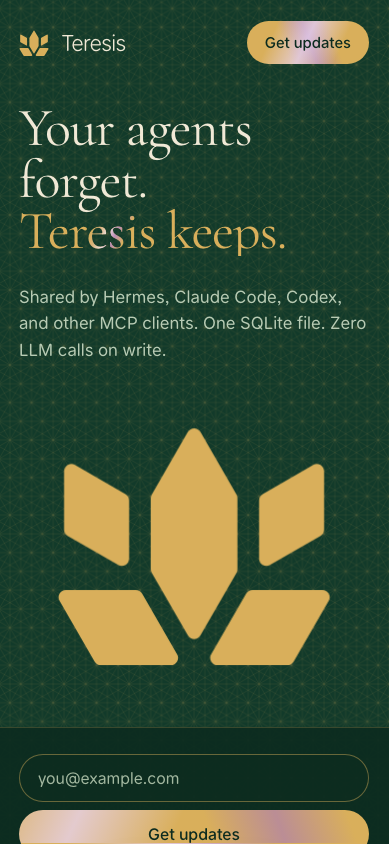 Teresis
Get updates
Your agents
forget.
Teresis keeps.
Shared by Hermes, Claude Code, Codex,
and other MCP clients. One SQLite file. Zero
LLM calls on write.
you@example.com
Get updates